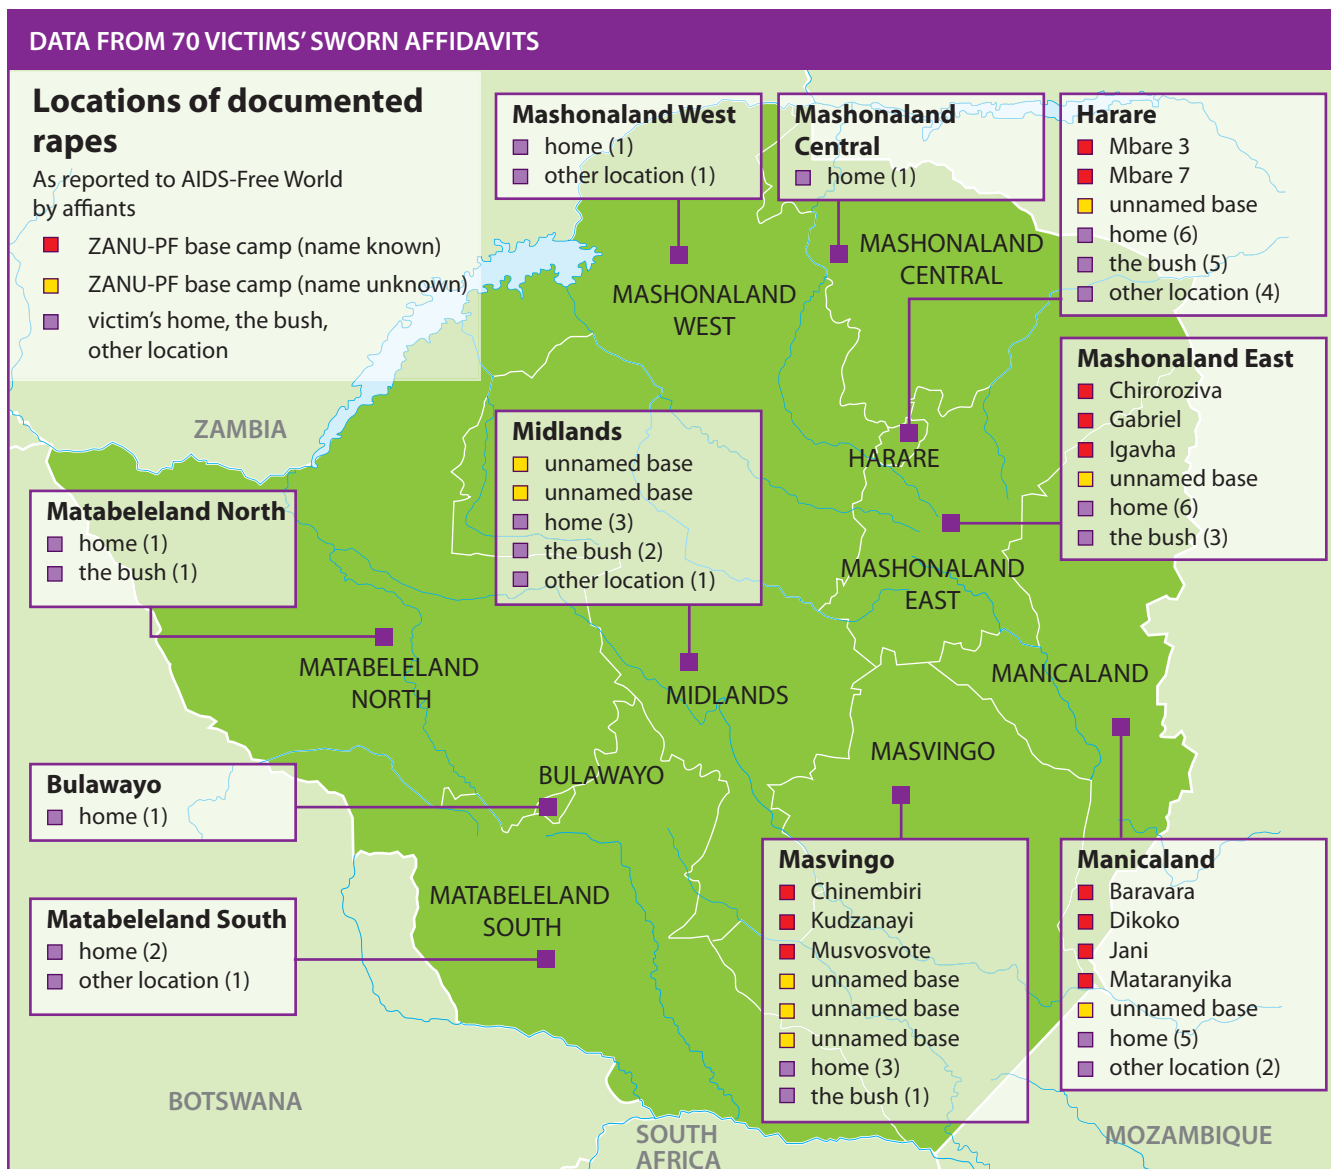 DATA FROM 70 VICTIMS’ SWORN AFFIDAVITS
Locations of documented
rapes
As reported to AIDS-Free World
by affiants
ZANU-PF base camp (name known)
ZANU-PF base camp (name unknown)
victim’s home, the bush,
other location
Mashonaland West
home (1)
other location (1)
Mashonaland
Central
home (1)
Harare
Mbare 3
Mbare 7
unnamed base
home (6)
the bush (5)
other location (4)
Mashonaland East
Chiroroziva
Gabriel
Igavha
unnamed base
home (6)
the bush (3)
Midlands
unnamed base
unnamed base
home (3)
the bush (2)
other location (1)
Matabeleland North
home (1)
the bush (1)
Bulawayo
home (1)
Matabeleland South
home (2)
other location (1)
Masvingo
Chinembiri
Kudzanayi
Musvosvote
unnamed base
unnamed base
unnamed base
home (3)
the bush (1)
Manicaland
Baravara
Dikoko
Jani
Mataranyika
unnamed base
home (5)
other location (2)
MASHONALAND
CENTRAL
MASHONALAND
WEST
HARARE
MASHONALAND
EAST
MATABELELAND
NORTH
MIDLANDS
MANICALAND
MASVINGO
BULAWAYO
MATABELELAND
SOUTH
ZAMBIA
BOTSWANA
SOUTH
AFRICA
MOZAMBIQUE